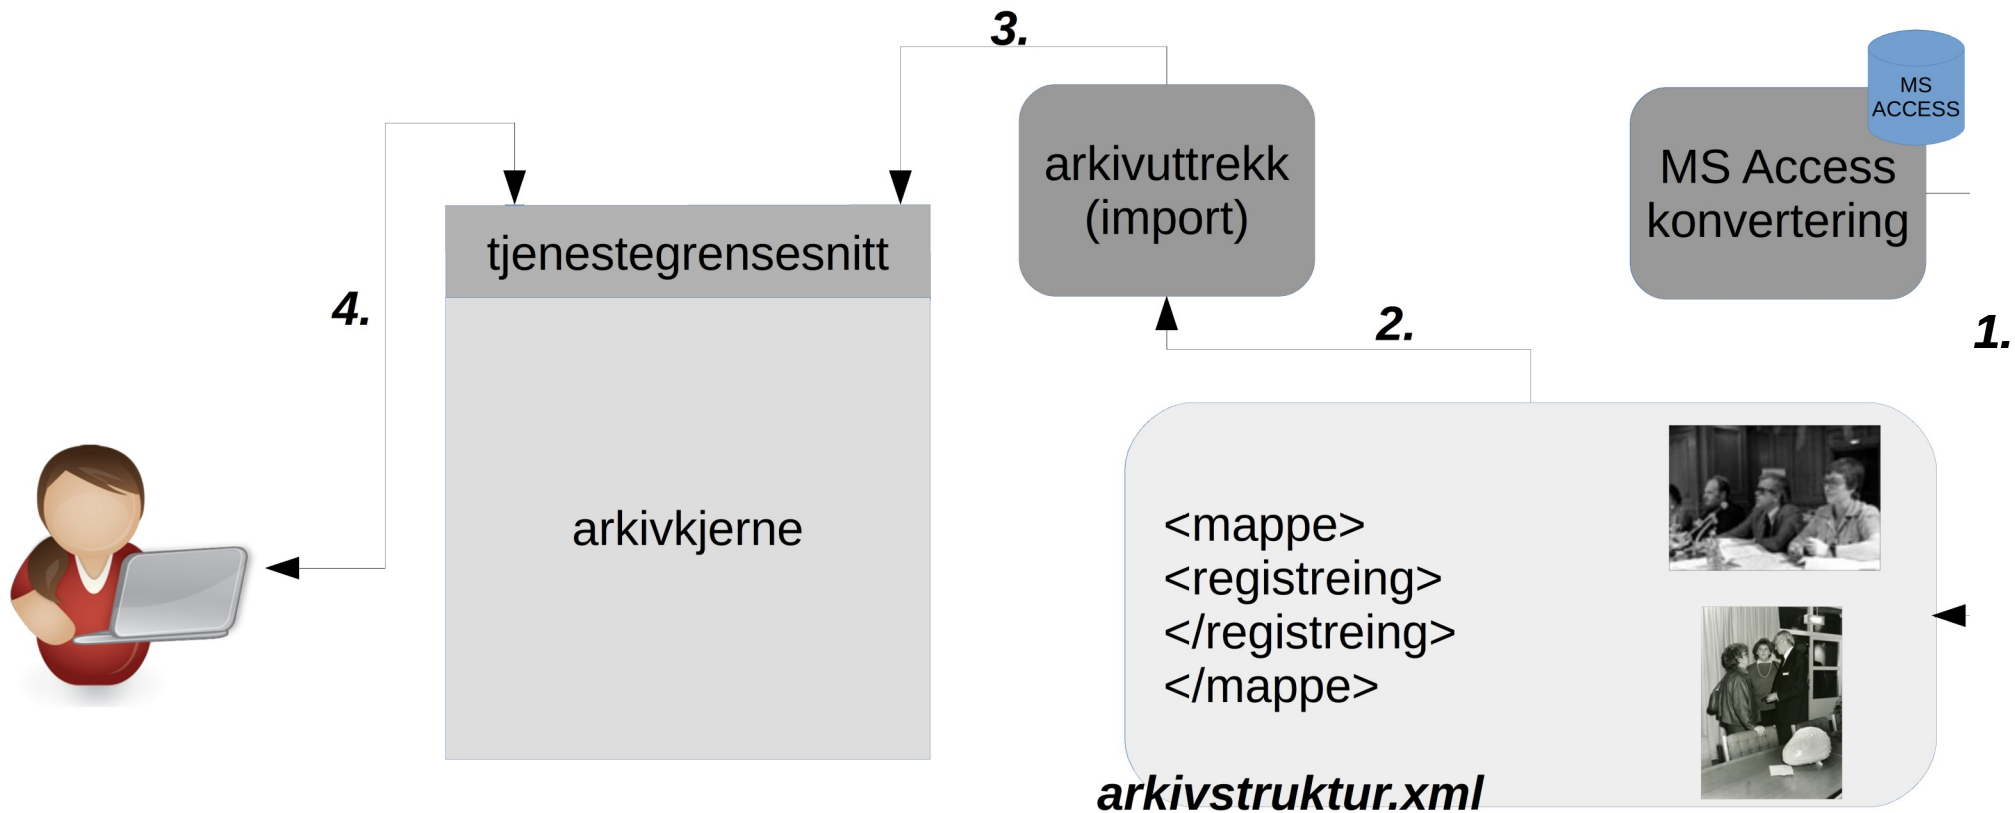 3.
MS
ACCESS
arkivuttrekk
(import)
MS Access
konvertering
tjenestegrensesnitt
4.
2.
1.
arkivkjerne
<mappe>
<registreing>
</registreing>
</mappe>
arkivstruktur.xml